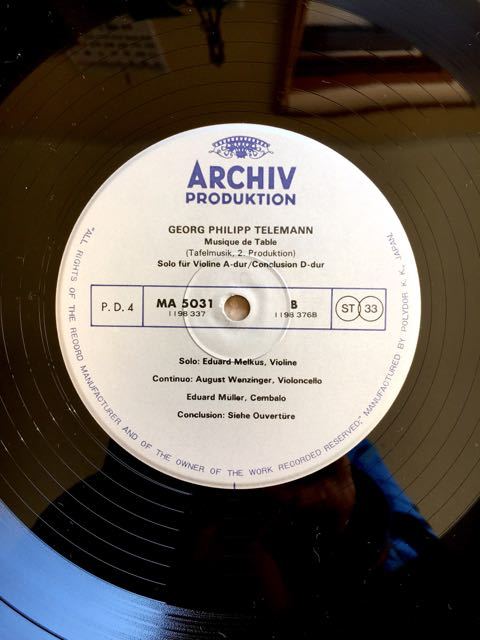 ARCHIV
PRODUKTION
GEORG PHILIPP TELEMANN
Musique de Table
(Tafelmusik, 2. Produktion)
Solo für Violine A-dur/Conclusion D-dur
P. D. 4
MA 5031
1198 337
B
1198 376B
ST 33
Solo: Eduard Melkus, Violine
Continuo: August Wenzinger, Violoncello
Eduard Müller, Cembalo
Conclusion: Siehe Ouvertüre
"ALL RIGHTS OF THE RECORD MANUFACTURER AND OF THE OWNER OF THE WORK RECORDED RESERVED," MANUFACTURED BY POLYDOR K. K., JAPAN.